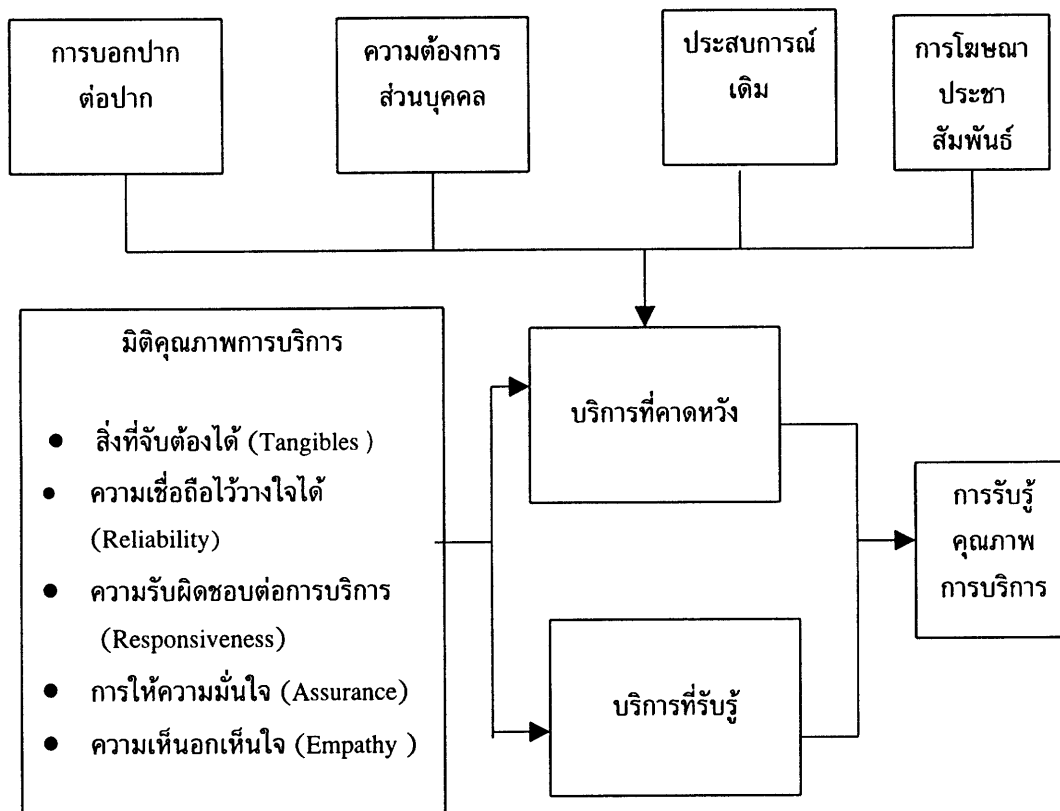 การบอกปาก
ต่อปาก
ความต้องการ
ส่วนบุคคล
ประสบการณ์
เดิม
การโฆษณา
ประชา
สัมพันธ์
มิติคุณภาพการบริการ
● สิ่งที่จับต้องได้ (Tangibles )
● ความเชื่อถือไว้วางใจได้
(Reliability)
● ความรับผิดชอบต่อการบริการ
(Responsiveness)
● การให้ความมั่นใจ (Assurance)
● ความเห็นอกเห็นใจ (Empathy )
บริการที่คาดหวัง
บริการที่รับรู้
การรับรู้
คุณภาพ
การบริการ